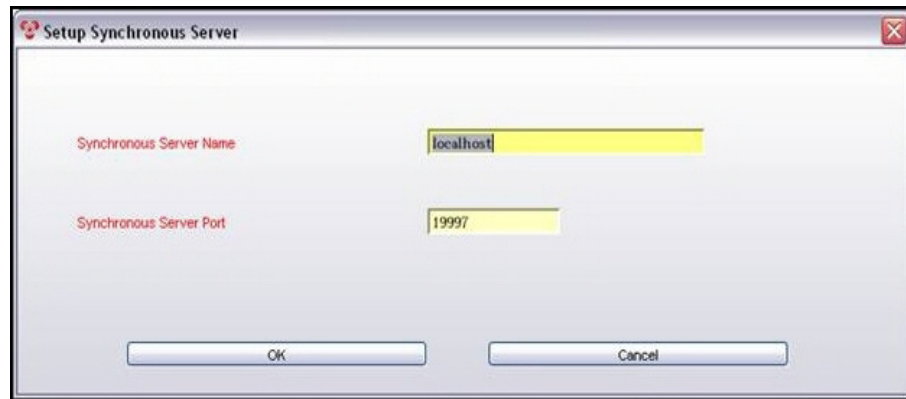 Setup Synchronous Server
Synchronous Server Name
localhost
Synchronous Server Port
19997
OK
Cancel